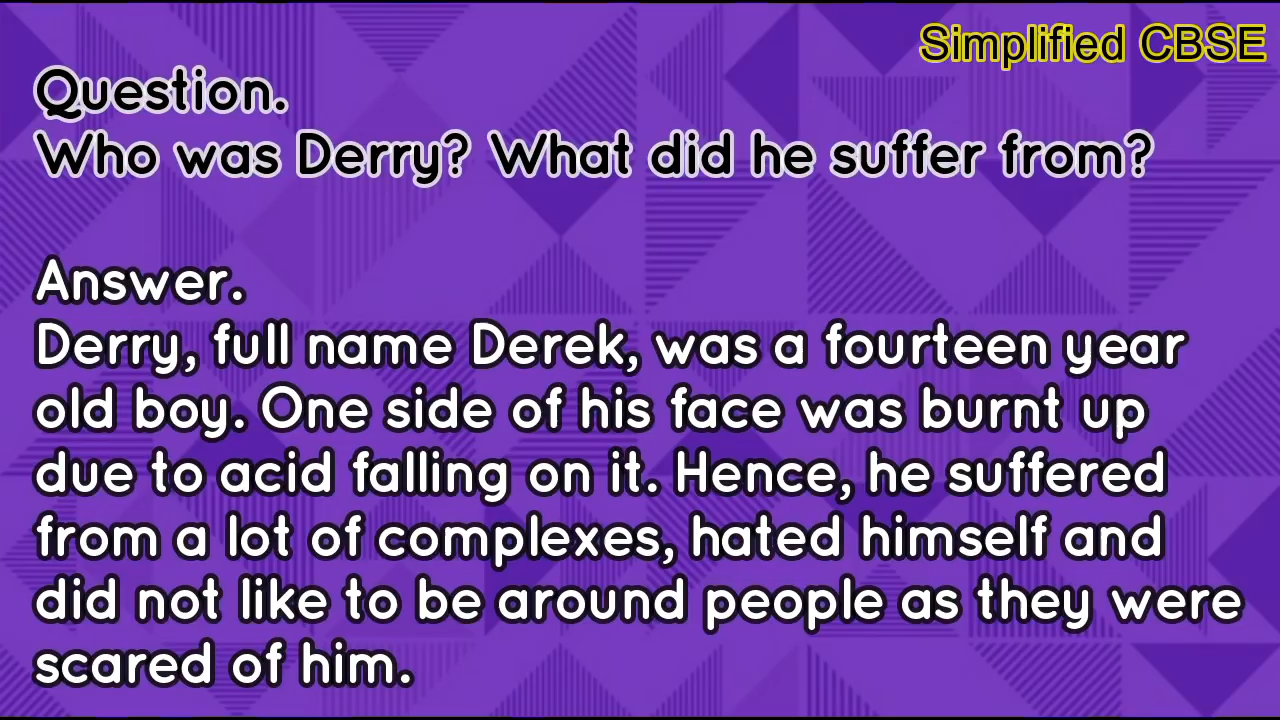 Simplified CBSE
Question.
Who was Derry? What did he suffer from?
Answer.
Derry, full name Derek, was a fourteen year
old boy. One side of his face was burnt up
due to acid falling on it. Hence, he suffered
from a lot of complexes, hated himself and
did not like to be around people as they were
scared of him.